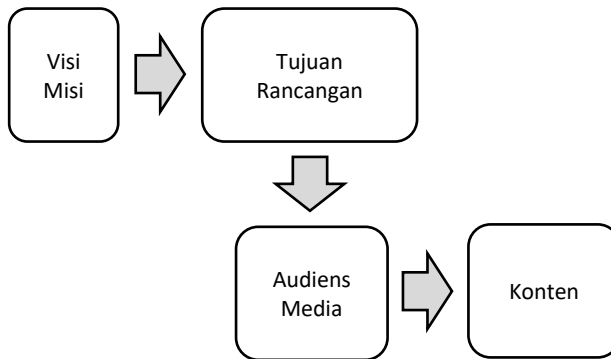 Visi
Misi
Tujuan
Rancangan
Audiens
Media
Konten